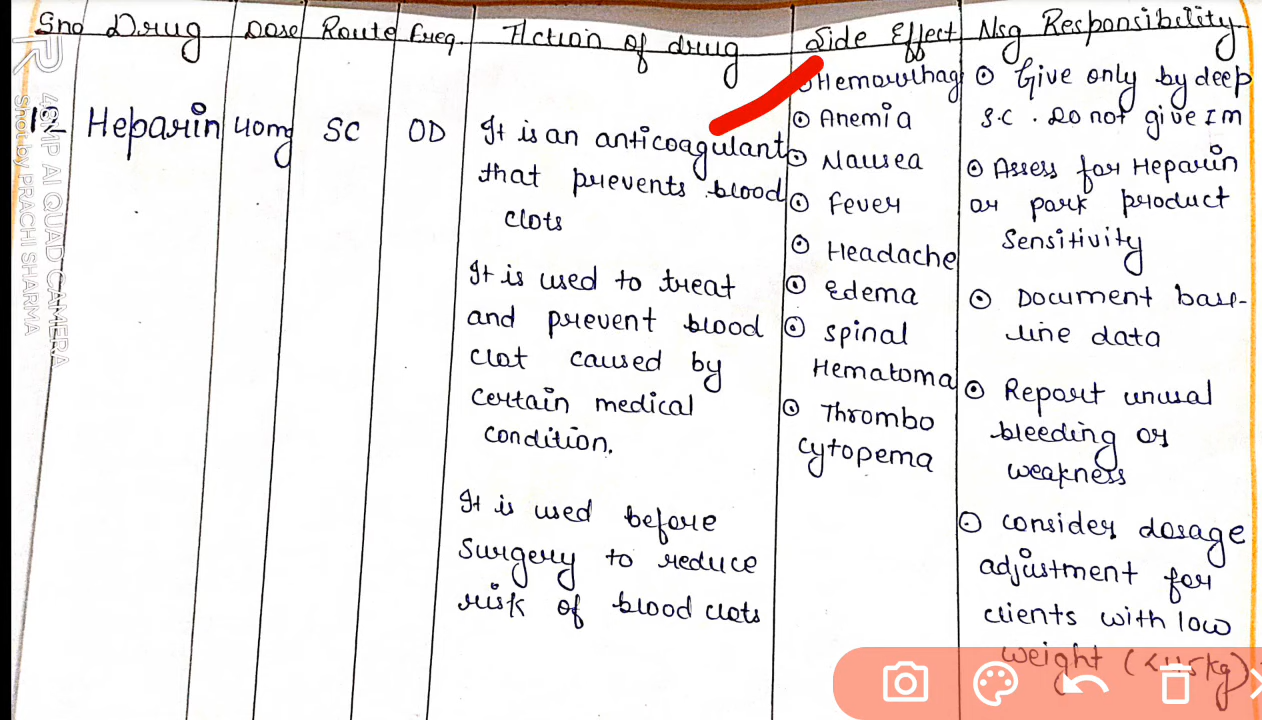 Sno Drug Dose Route freq. Action of drug Side Effect Nsg Responsibility
1. Heparin 40mg SC OD
It is an anticoagulant
that prevents blood
clots
It is used to treat
and prevent blood
clot caused by
certain medical
condition.
It is used before
surgery to reduce
risk of blood clots
Hemorrhag
Anemia
Nausea
Fever
Headache
Edema
spinal
Hematoma
Thrombo
cytopema
Give only by deep
S.C. Do not give IM
Assess for Heparin
or park product
Sensitivity
Document base-
line data
Report unusal
bleeding or
weakness
consider dosage
adjustment for
clients with low
weight (<45kg)
48MP AI QUAD CAMERA
Shot by PRACHI SHARMA